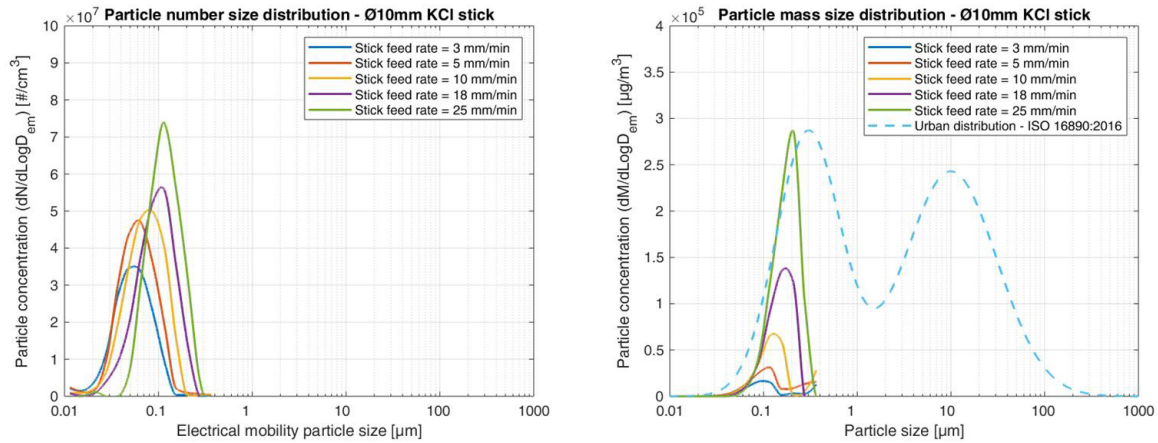 Particle number size distribution - Ø10mm KCl stick
×10⁷
10
9
8
7
6
5
4
3
2
1
0
Particle concentration (dN/dLogD_em) [#/cm³]
Stick feed rate = 3 mm/min
Stick feed rate = 5 mm/min
Stick feed rate = 10 mm/min
Stick feed rate = 18 mm/min
Stick feed rate = 25 mm/min
0.01 0.1 1 10 100 1000
Electrical mobility particle size [µm]
Particle mass size distribution - Ø10mm KCl stick
×10⁵
4
3.5
3
2.5
2
1.5
1
0.5
0
Particle concentration (dM/dLogD_em) [µg/m³]
Stick feed rate = 3 mm/min
Stick feed rate = 5 mm/min
Stick feed rate = 10 mm/min
Stick feed rate = 18 mm/min
Stick feed rate = 25 mm/min
Urban distribution - ISO 16890:2016
0.01 0.1 1 10 100 1000
Particle size [µm]